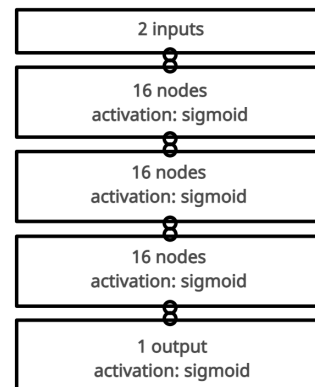 2 inputs
16 nodes
activation: sigmoid
16 nodes
activation: sigmoid
16 nodes
activation: sigmoid
1 output
activation: sigmoid